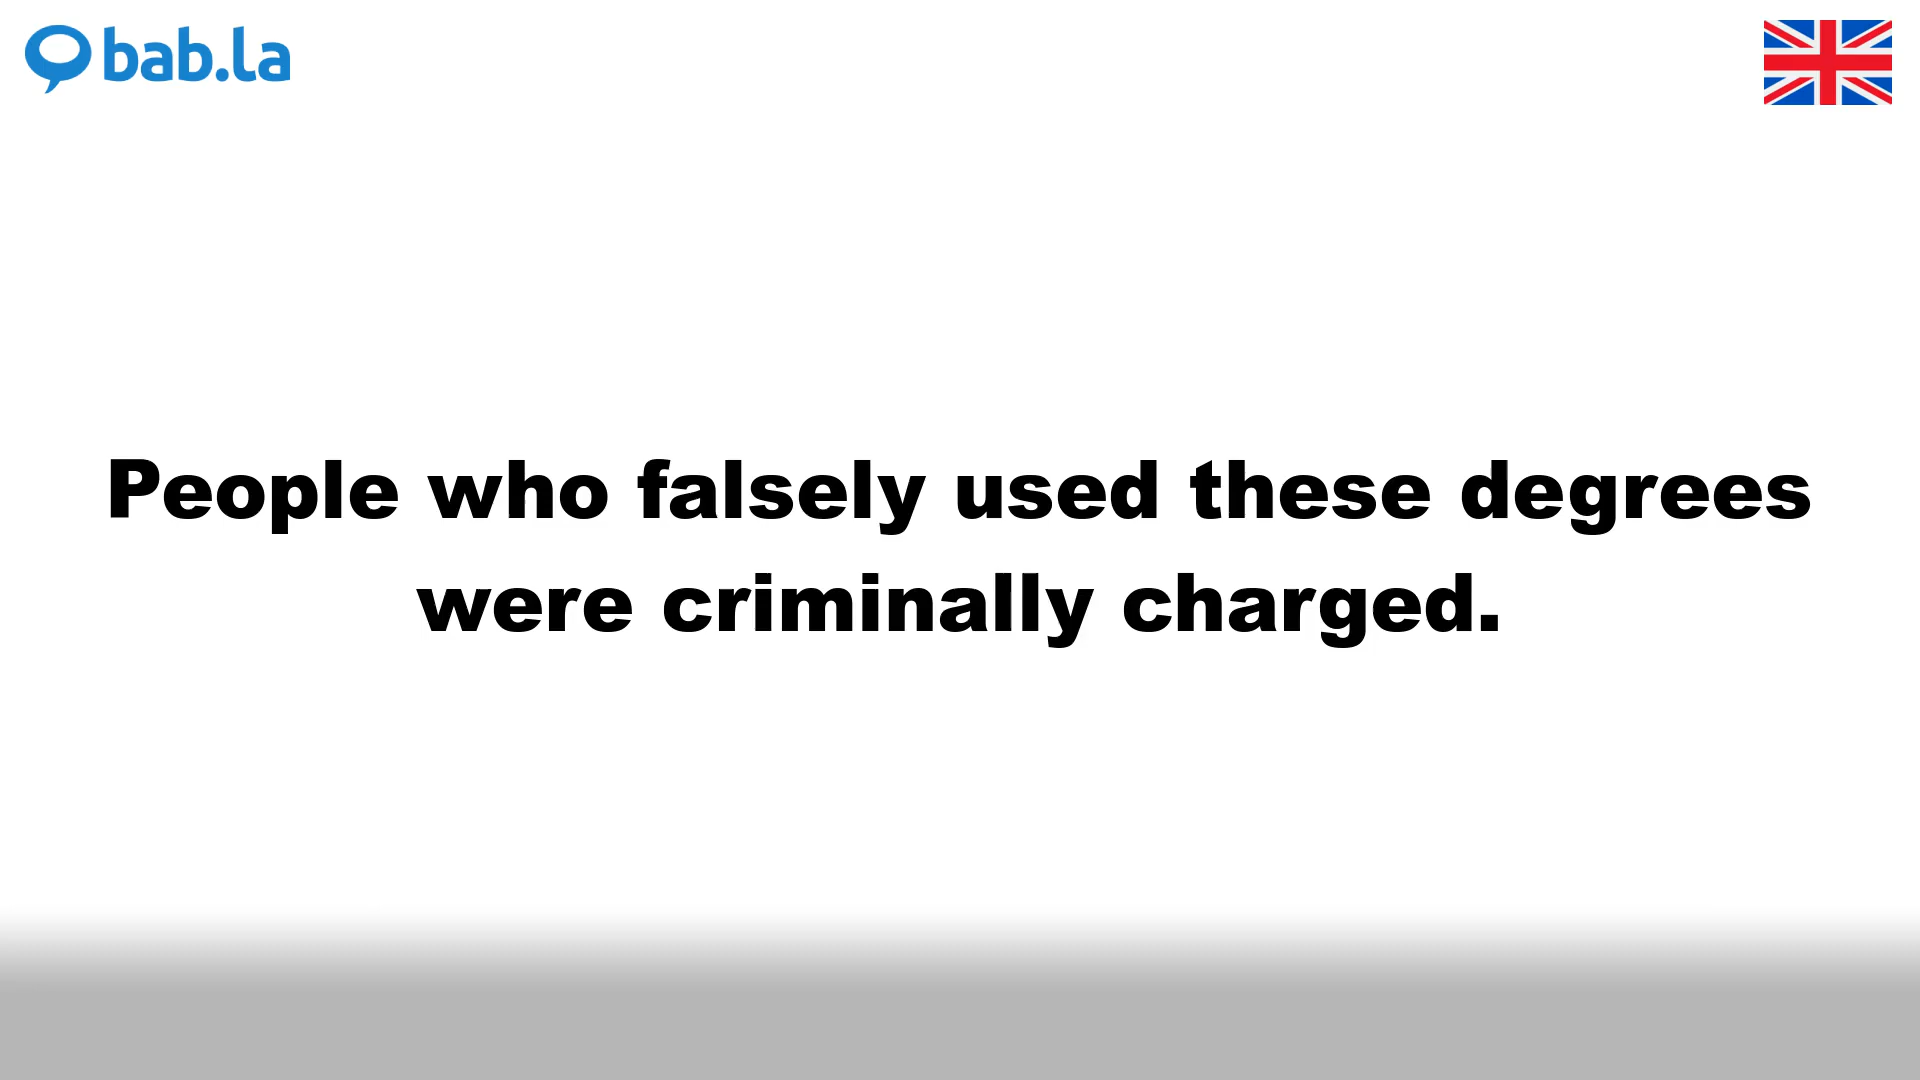 bab.la
People who falsely used these degrees
were criminally charged.